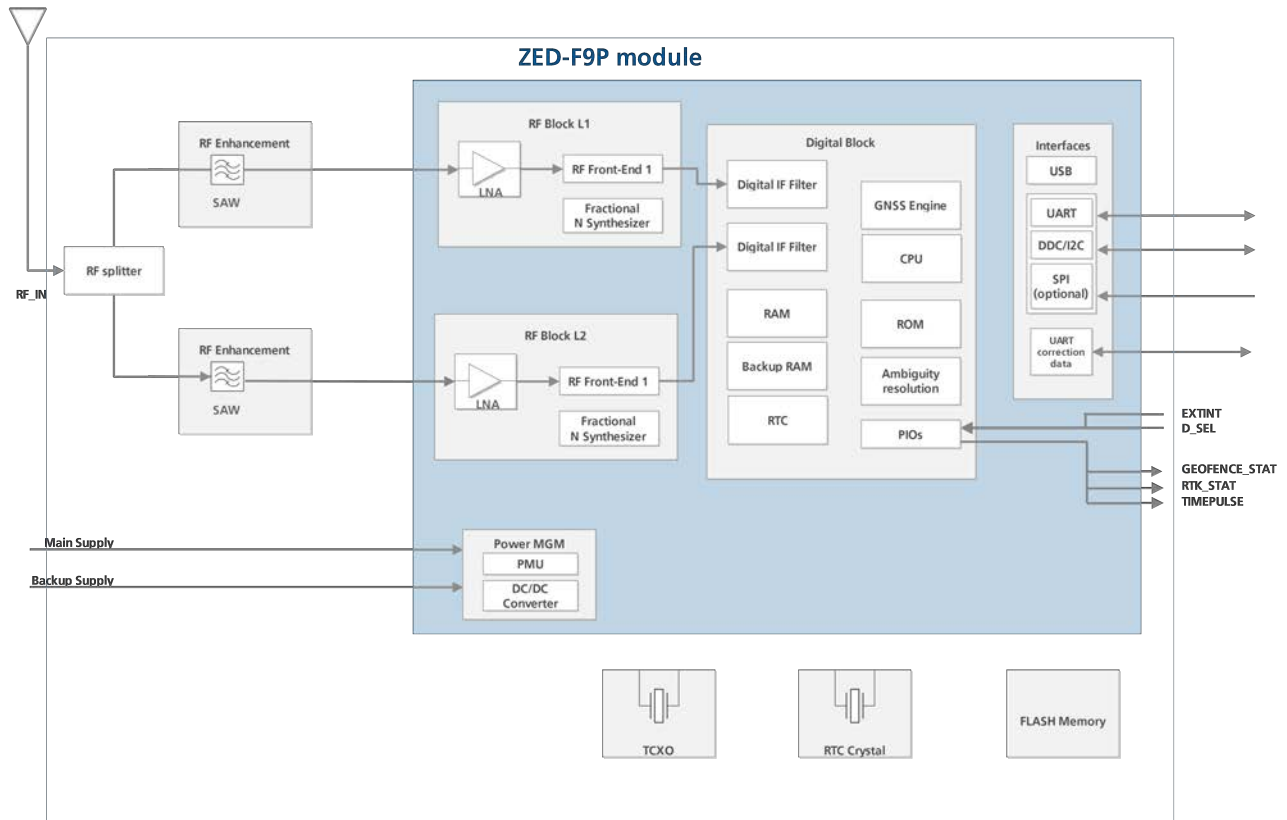 ZED-F9P module
RF_IN
RF splitter
RF Enhancement
SAW
RF Enhancement
SAW
RF Block L1
LNA
RF Front-End 1
Fractional
N Synthesizer
RF Block L2
LNA
RF Front-End 1
Fractional
N Synthesizer
Digital Block
Digital IF Filter
Digital IF Filter
RAM
Backup RAM
RTC
GNSS Engine
CPU
ROM
Ambiguity
resolution
PIOs
Interfaces
USB
UART
DDC/I2C
SPI
(optional)
UART
correction
data
EXTINT
D_SEL
GEOFENCE_STAT
RTK_STAT
TIMEPULSE
Main Supply
Backup Supply
Power MGM
PMU
DC/DC
Converter
TCXO
RTC Crystal
FLASH Memory